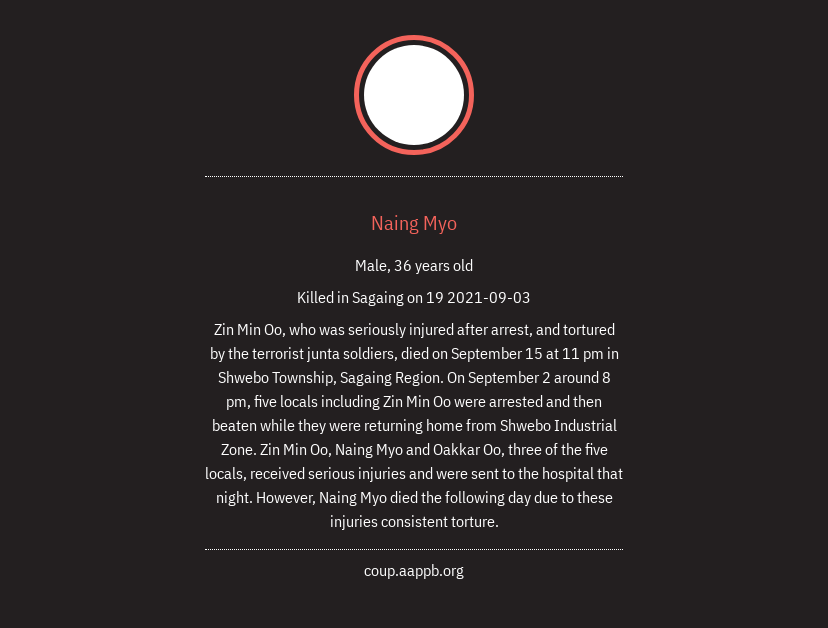 Naing Myo
Male, 36 years old
Killed in Sagaing on 19 2021-09-03
Zin Min Oo, who was seriously injured after arrest, and tortured
by the terrorist junta soldiers, died on September 15 at 11 pm in
Shwebo Township, Sagaing Region. On September 2 around 8
pm, five locals including Zin Min Oo were arrested and then
beaten while they were returning home from Shwebo Industrial
Zone. Zin Min Oo, Naing Myo and Oakkar Oo, three of the five
locals, received serious injuries and were sent to the hospital that
night. However, Naing Myo died the following day due to these
injuries consistent torture.
coup.aappb.org